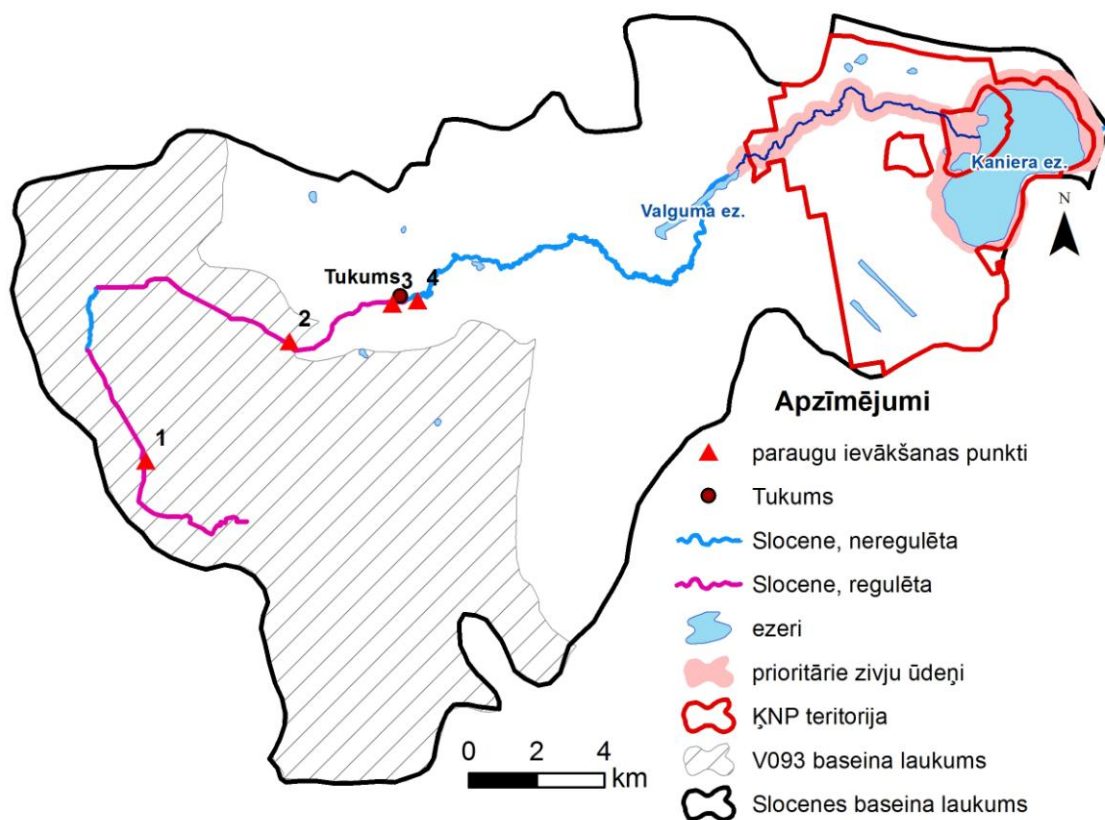 Ķaniera ez.
N
Valguma ez.
Tukums
3
4
2
1
Apzīmējumi
paraugu ievākšanas punkti
Tukums
Slocene, neregulēta
Slocene, regulēta
ezeri
prioritārie zivju ūdeņi
ĶNP teritorija
V093 baseina laukums
Slocenes baseina laukums
0 2 4
km